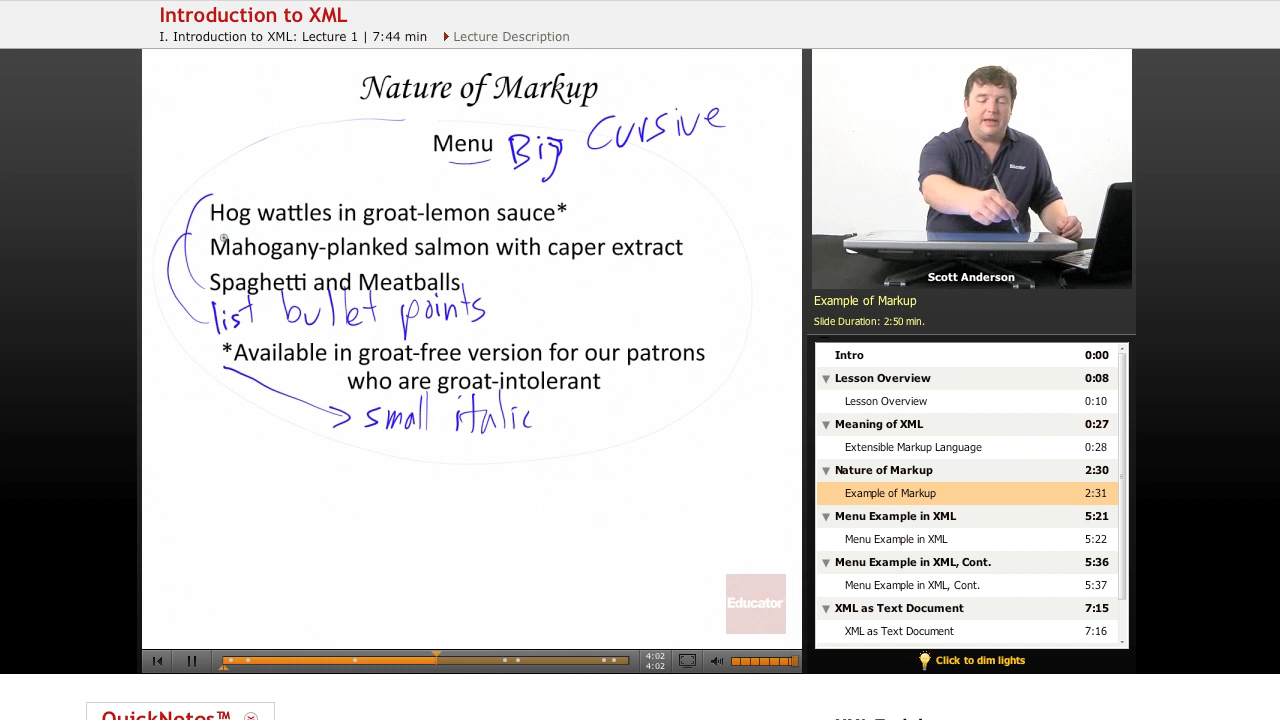 Introduction to XML
I. Introduction to XML: Lecture 1 | 7:44 min Lecture Description
Nature of Markup
Menu Big Cursive
Hog wattles in groat-lemon sauce*
Mahogany-planked salmon with caper extract
Spaghetti and Meatballs
list bullet points
*Available in groat-free version for our patrons
who are groat-intolerant
small italic
Educator
4:02
4:02
Educator
Scott Anderson
Example of Markup
Slide Duration: 2:50 min.
Intro 0:00
Lesson Overview 0:08
Lesson Overview 0:10
Meaning of XML 0:27
Extensible Markup Language 0:28
Nature of Markup 2:30
Example of Markup 2:31
Menu Example in XML 5:21
Menu Example in XML 5:22
Menu Example in XML, Cont. 5:36
Menu Example in XML, Cont. 5:37
XML as Text Document 7:15
XML as Text Document 7:16
Click to dim lights
QuickNotes™